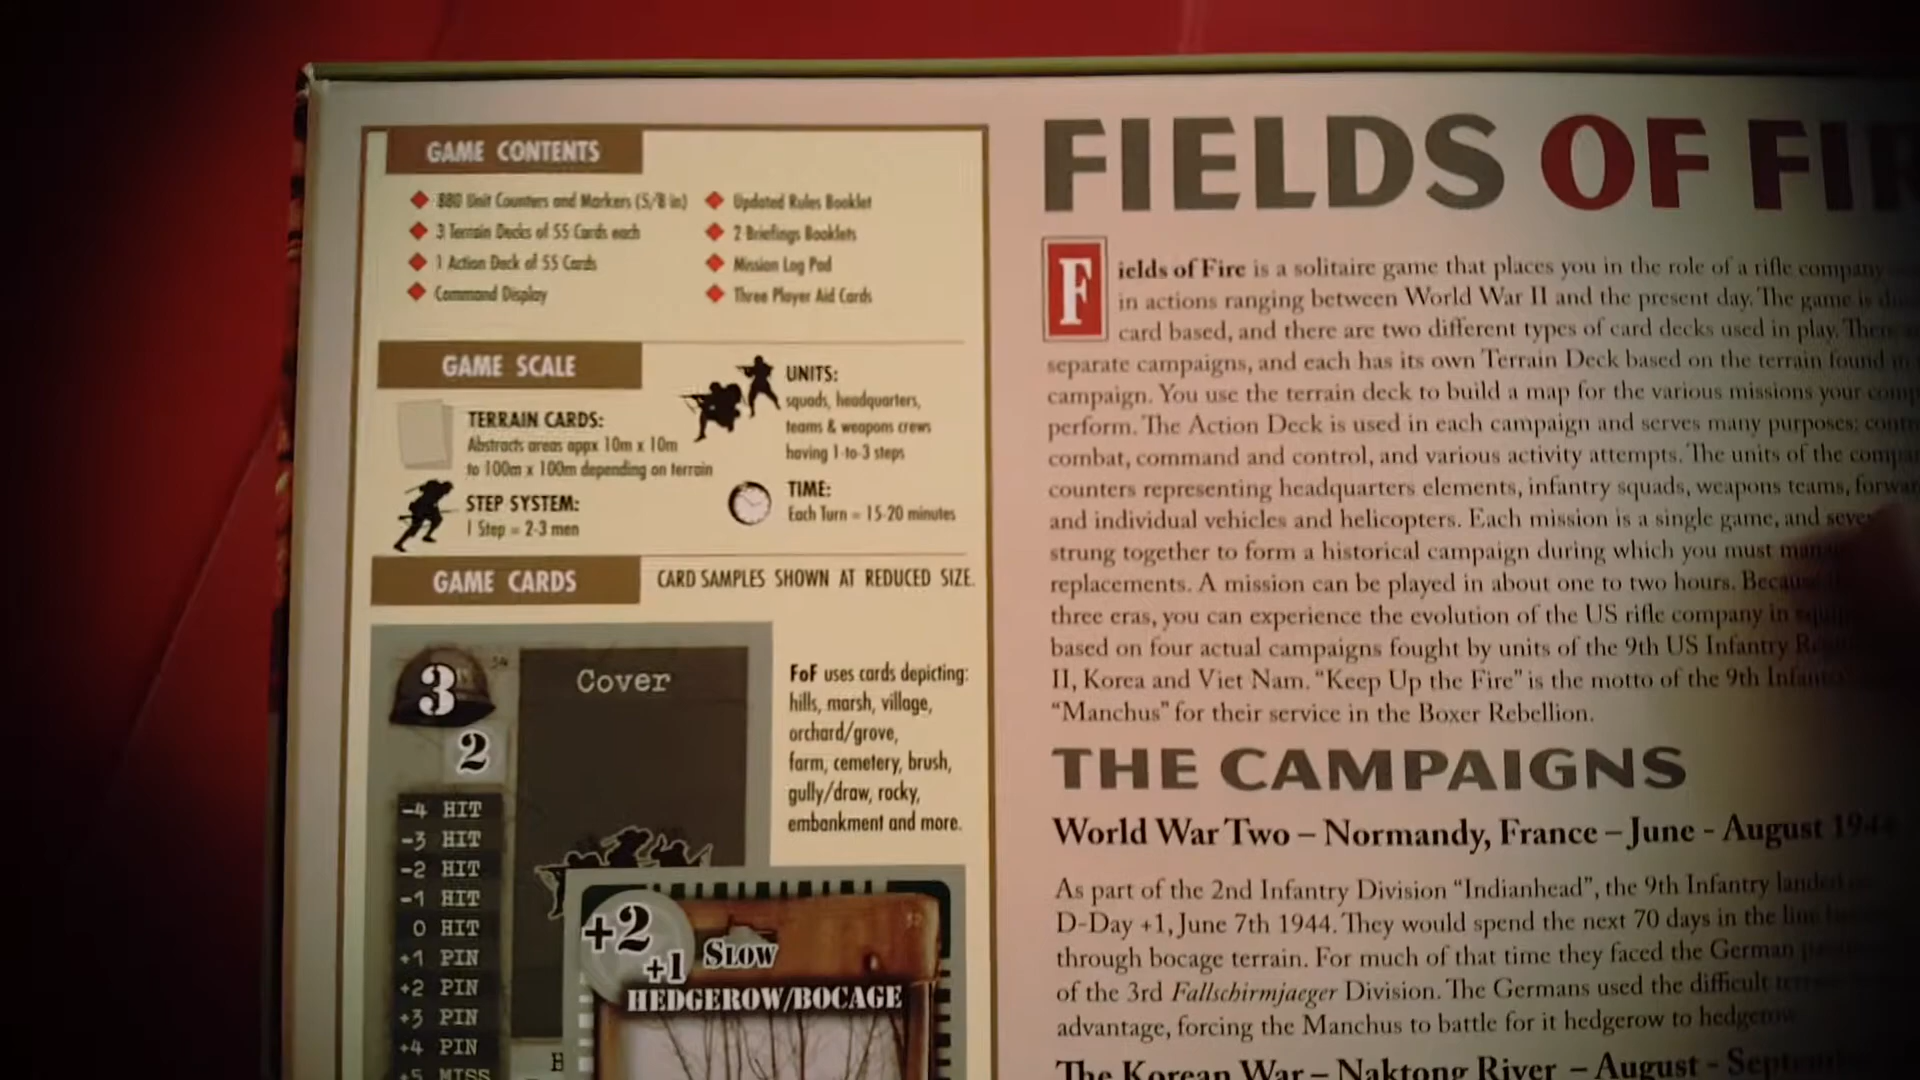 GAME CONTENTS
880 Unit Counters and Markers (5/8 in)
3 Terrain Decks of 55 Cards each
1 Action Deck of 55 Cards
Command Display
Updated Rules Booklet
2 Briefings Booklets
Mission Log Pad
Three Player Aid Cards
GAME SCALE
TERRAIN CARDS:
Abstracts areas appx 10m x 10m
to 100m x 100m depending on terrain
STEP SYSTEM:
1 Step = 2-3 men
UNITS:
squads, headquarters,
teams & weapons crews
having 1-to-3 steps
TIME:
Each Turn = 15-20 minutes
GAME CARDS
CARD SAMPLES SHOWN AT REDUCED SIZE.
3
2
Cover
-4 HIT
-3 HIT
-2 HIT
-1 HIT
0 HIT
+1 PIN
+2 PIN
+3 PIN
+4 PIN
+5 MISS
FoF uses cards depicting:
hills, marsh, village,
orchard/grove,
farm, cemetery, brush,
gully/draw, rocky,
embankment and more.
+2
+1
SLOW
HEDGEROW/BOCAGE
FIELDS OF FIR
Fields of Fire is a solitaire game that places you in the role of a rifle company
in actions ranging between World War II and the present day. The game is
card based, and there are two different types of card decks used in play.
separate campaigns, and each has its own Terrain Deck based on the terrain found
campaign. You use the terrain deck to build a map for the various missions your
perform. The Action Deck is used in each campaign and serves many purposes;
combat, command and control, and various activity attempts. The units of the
counters representing headquarters elements, infantry squads, weapons teams,
and individual vehicles and helicopters. Each mission is a single game, and
strung together to form a historical campaign during which you must
replacements. A mission can be played in about one to two hours.
three eras, you can experience the evolution of the US rifle company in
based on four actual campaigns fought by units of the 9th US Infantry
II, Korea and Viet Nam. “Keep Up the Fire” is the motto of the 9th
“Manchus” for their service in the Boxer Rebellion.
THE CAMPAIGNS
World War Two – Normandy, France – June - August
As part of the 2nd Infantry Division “Indianhead”, the 9th Infantry landed
D-Day +1, June 7th 1944. They would spend the next 70 days in the line
through bocage terrain. For much of that time they faced the German
of the 3rd Fallschirmjaeger Division. The Germans used the difficult
advantage, forcing the Manchus to battle for it hedgerow to hedgerow
The Korean War – Naktong River – August -